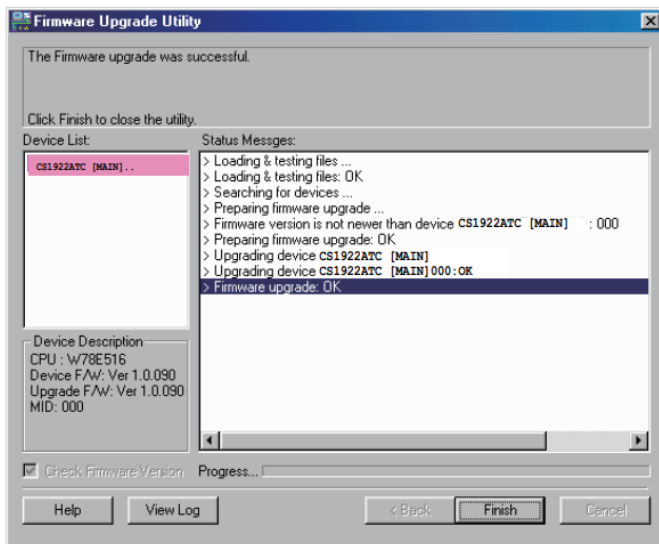 Firmware Upgrade Utility
The Firmware upgrade was successful.
Click Finish to close the utility.
Device List:
CS1922ATC [MAIN]..
Status Messges:
> Loading & testing files ...
> Loading & testing files: OK
> Searching for devices ...
> Preparing firmware upgrade ...
> Firmware version is not newer than device CS1922ATC [MAIN] : 000
> Preparing firmware upgrade: OK
> Upgrading device CS1922ATC [MAIN]
> Upgrading device CS1922ATC [MAIN]000:OK
> Firmware upgrade: OK
Device Description
CPU : W78E516
Device F/W: Ver 1.0.090
Upgrade F/W: Ver 1.0.090
MID: 000
Check Firmware Version
Progress...
Help
View Log
< Back
Finish
Cancel